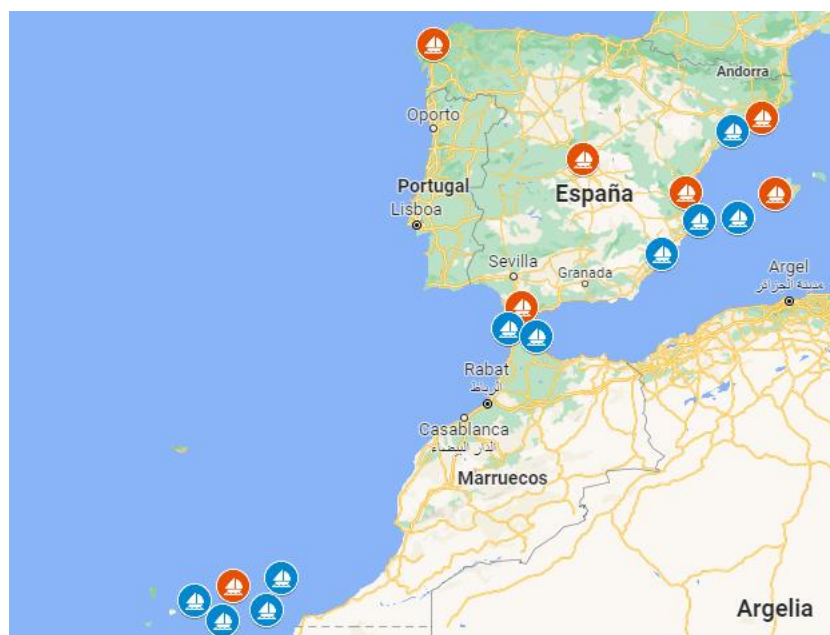 Andorra
Oporto
Portugal
España
Lisboa
Sevilla
Granada
Argel
مدينة الجزائر
Rabat
الرباط
Casablanca
الدار البيضاء
Marruecos
Argelia